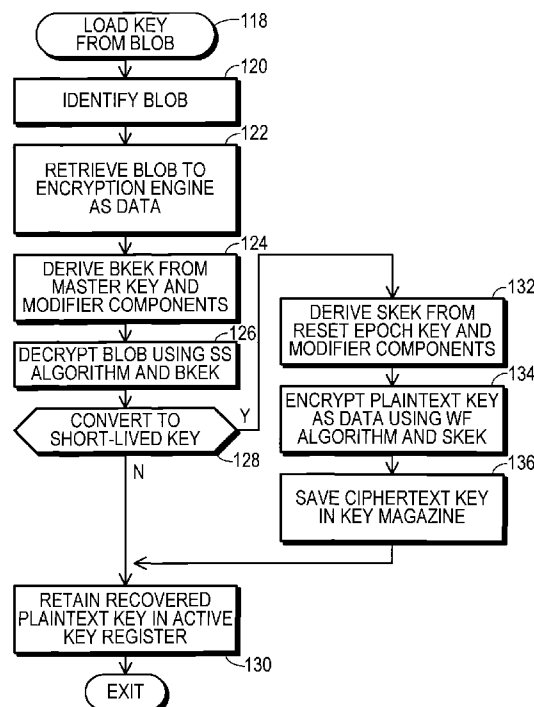 LOAD KEY
FROM BLOB
118
120
IDENTIFY BLOB
122
RETRIEVE BLOB TO
ENCRYPTION ENGINE
AS DATA
124
DERIVE BKEK FROM
MASTER KEY AND
MODIFIER COMPONENTS
126
DECRYPT BLOB USING SS
ALGORITHM AND BKEK
CONVERT TO
SHORT-LIVED KEY
Y
128
N
132
DERIVE SKEK FROM
RESET EPOCH KEY AND
MODIFIER COMPONENTS
134
ENCRYPT PLAINTEXT KEY
AS DATA USING WF
ALGORITHM AND SKEK
136
SAVE CIPHERTEXT KEY
IN KEY MAGAZINE
RETAIN RECOVERED
PLAINTEXT KEY IN ACTIVE
KEY REGISTER
130
EXIT